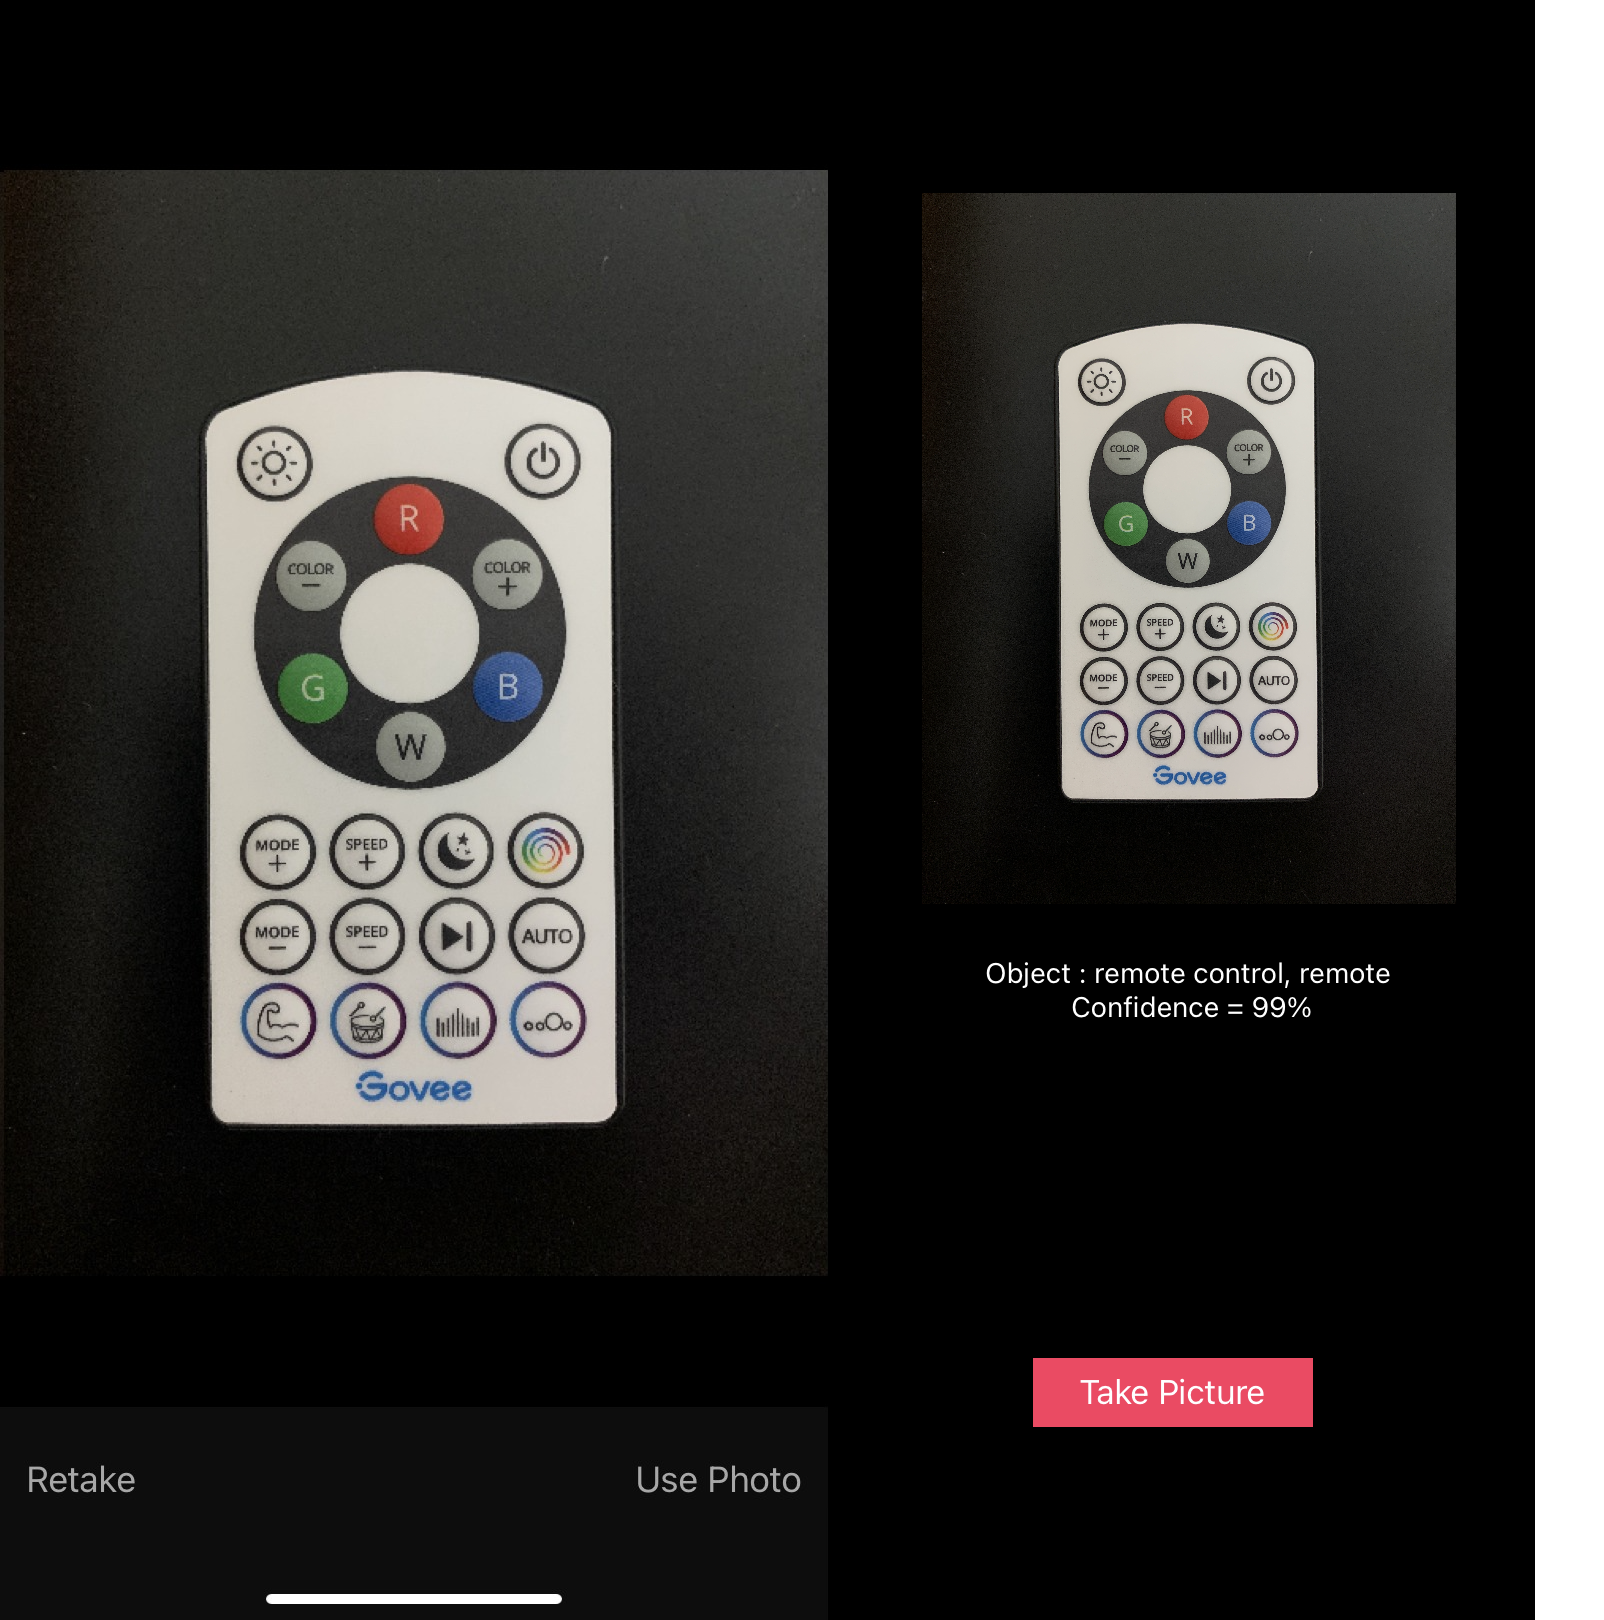 R
COLOR
−
COLOR
+
G
B
W
MODE
+
SPEED
+
MODE
−
SPEED
−
AUTO
Govee
Retake
Use Photo
R
COLOR
−
COLOR
+
G
B
W
MODE
+
SPEED
+
MODE
−
SPEED
−
AUTO
Govee
Object : remote control, remote
Confidence = 99%
Take Picture